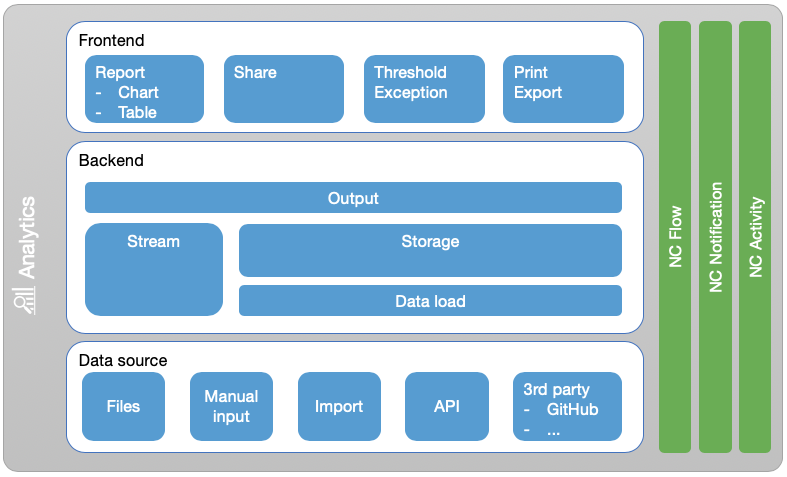 Analytics
Frontend
Report
- Chart
- Table
Share
Threshold
Exception
Print
Export
Backend
Output
Stream
Storage
Data load
Data source
Files
Manual
input
Import
API
3rd party
- GitHub
- ...
NC Flow
NC Notification
NC Activity